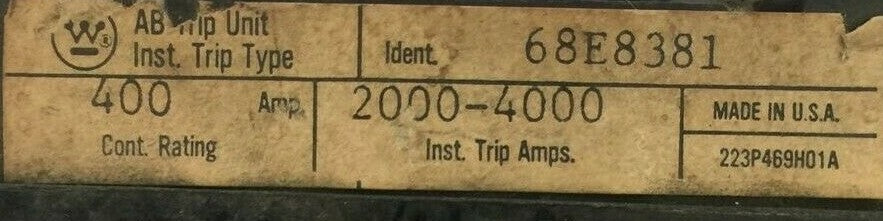 AB Trip Unit
Inst. Trip Type
Ident. 68E8381
400 Amp.
Cont. Rating
2000-4000
Inst. Trip Amps.
MADE IN U.S.A.
223P469H01A